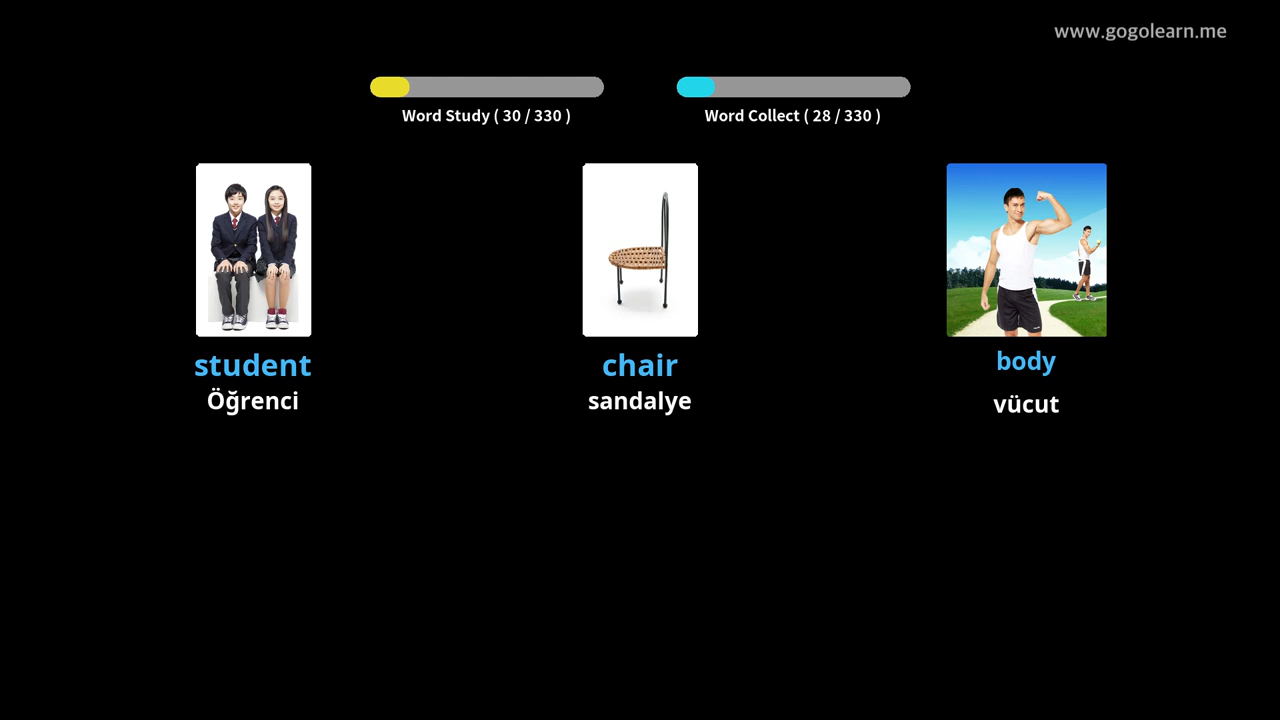 www.gogolearn.me
Word Study ( 30 / 330 )
Word Collect ( 28 / 330 )
student
Öğrenci
chair
sandalye
body
vücut